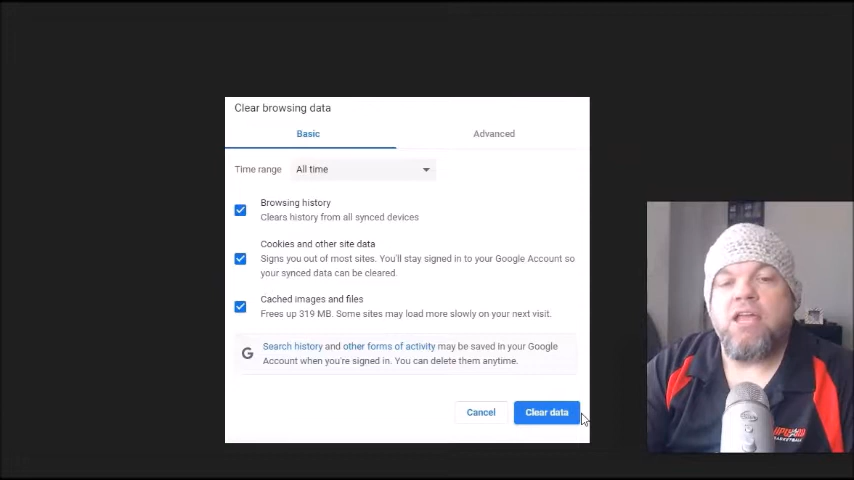 Clear browsing data
Basic
Advanced
Time range
All time
Browsing history
Clears history from all synced devices
Cookies and other site data
Signs you out of most sites. You'll stay signed in to your Google Account so
your synced data can be cleared.
Cached images and files
Frees up 319 MB. Some sites may load more slowly on your next visit.
G
Search history and other forms of activity may be saved in your Google
Account when you're signed in. You can delete them anytime.
Cancel
Clear data